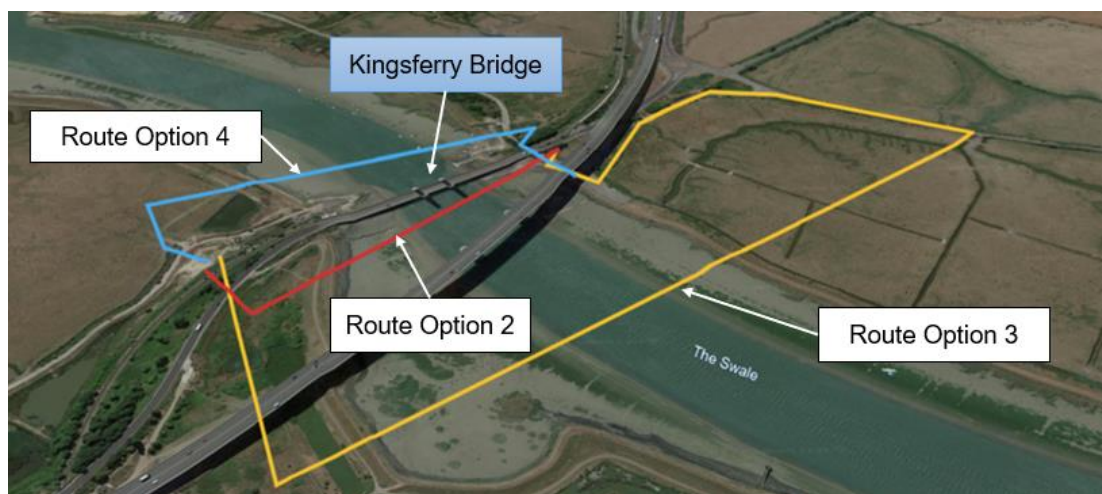 Kingsferry Bridge
Route Option 4
Route Option 2
Route Option 3
The Swale